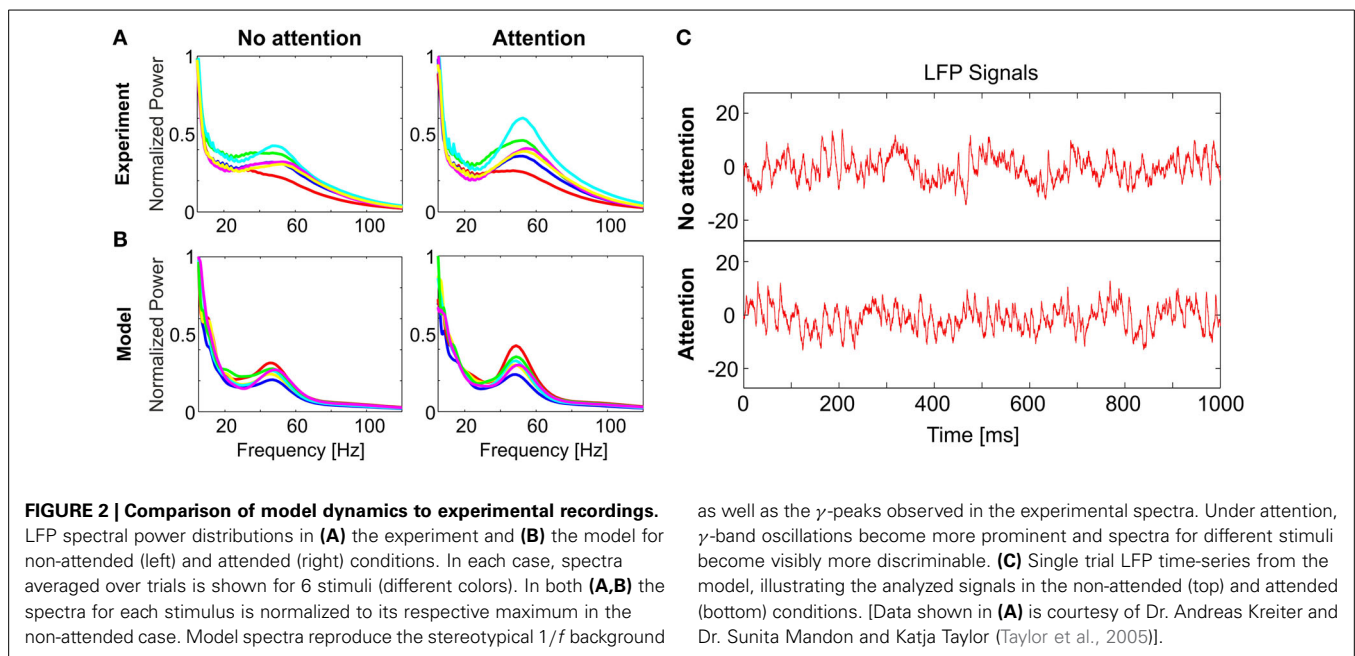 A
No attention
Attention
Experiment
Normalized Power
1
0.5
0
20
60
100
20
60
100
B
Model
Normalized Power
1
0.5
0
20
60
100
Frequency [Hz]
20
60
100
Frequency [Hz]
C
LFP Signals
No attention
20
0
-20
Attention
20
0
-20
0
200
400
600
800
1000
Time [ms]
FIGURE 2 | Comparison of model dynamics to experimental recordings.
LFP spectral power distributions in (A) the experiment and (B) the model for
non-attended (left) and attended (right) conditions. In each case, spectra
averaged over trials is shown for 6 stimuli (different colors). In both (A,B) the
spectra for each stimulus is normalized to its respective maximum in the
non-attended case. Model spectra reproduce the stereotypical 1/f background
as well as the γ-peaks observed in the experimental spectra. Under attention,
γ-band oscillations become more prominent and spectra for different stimuli
become visibly more discriminable. (C) Single trial LFP time-series from the
model, illustrating the analyzed signals in the non-attended (top) and attended
(bottom) conditions. [Data shown in (A) is courtesy of Dr. Andreas Kreiter and
Dr. Sunita Mandon and Katja Taylor (Taylor et al., 2005)].